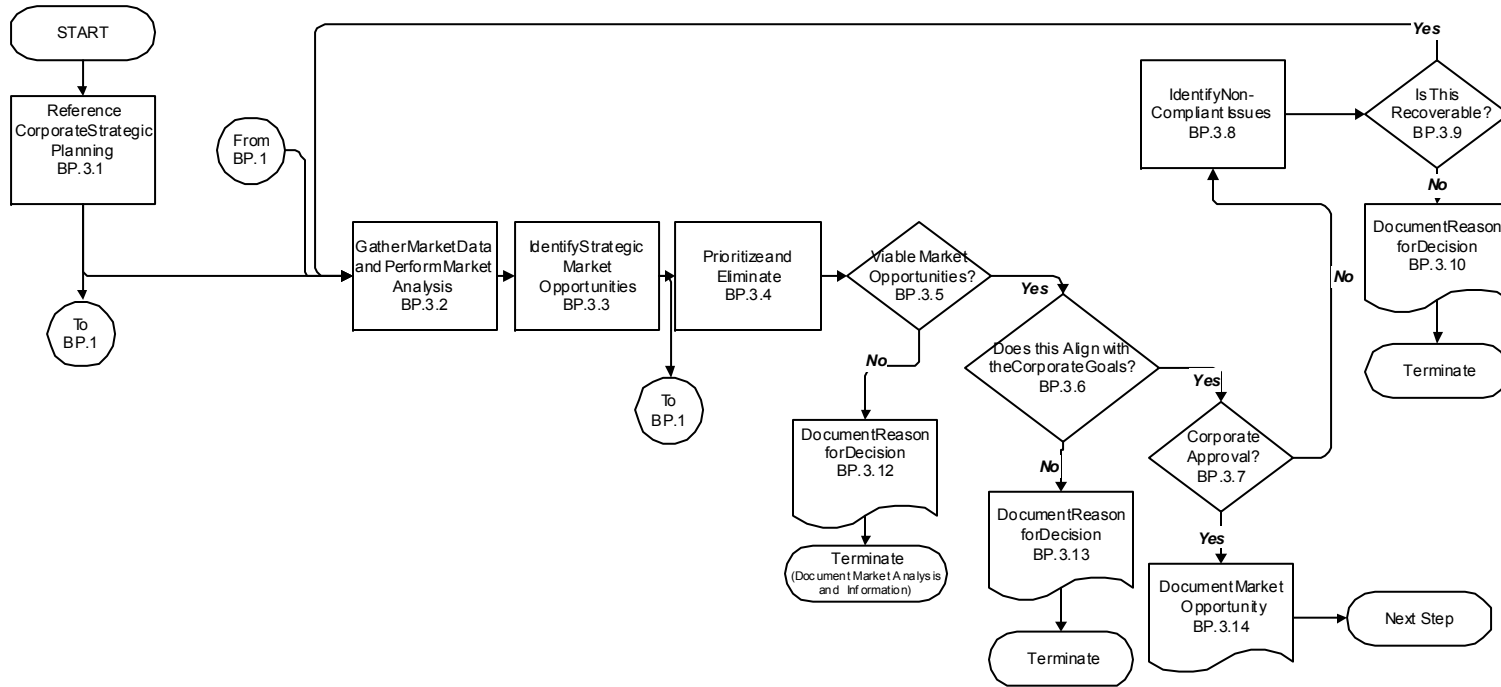 START
Reference
CorporateStrategic
Planning
BP.3.1
To
BP.1
From
BP.1
GatherMarketData
and Perform Market
Analysis
BP.3.2
IdentifyStrategic
Market
Opportunities
BP.3.3
To
BP.1
Prioritize and
Eliminate
BP.3.4
Viable Market
Opportunities?
BP.3.5
No
DocumentReason
forDecision
BP.3.12
Terminate
(Document Market Analysis
and Information)
Yes
Does this Align with
theCorporateGoals?
BP.3.6
No
DocumentReason
forDecision
BP.3.13
Terminate
Yes
Corporate
Approval?
BP.3.7
Yes
DocumentMarket
Opportunity
BP.3.14
Next Step
No
IdentifyNon-
CompliantIssues
BP.3.8
Yes
Is This
Recoverable?
BP.3.9
No
DocumentReason
forDecision
BP.3.10
Terminate